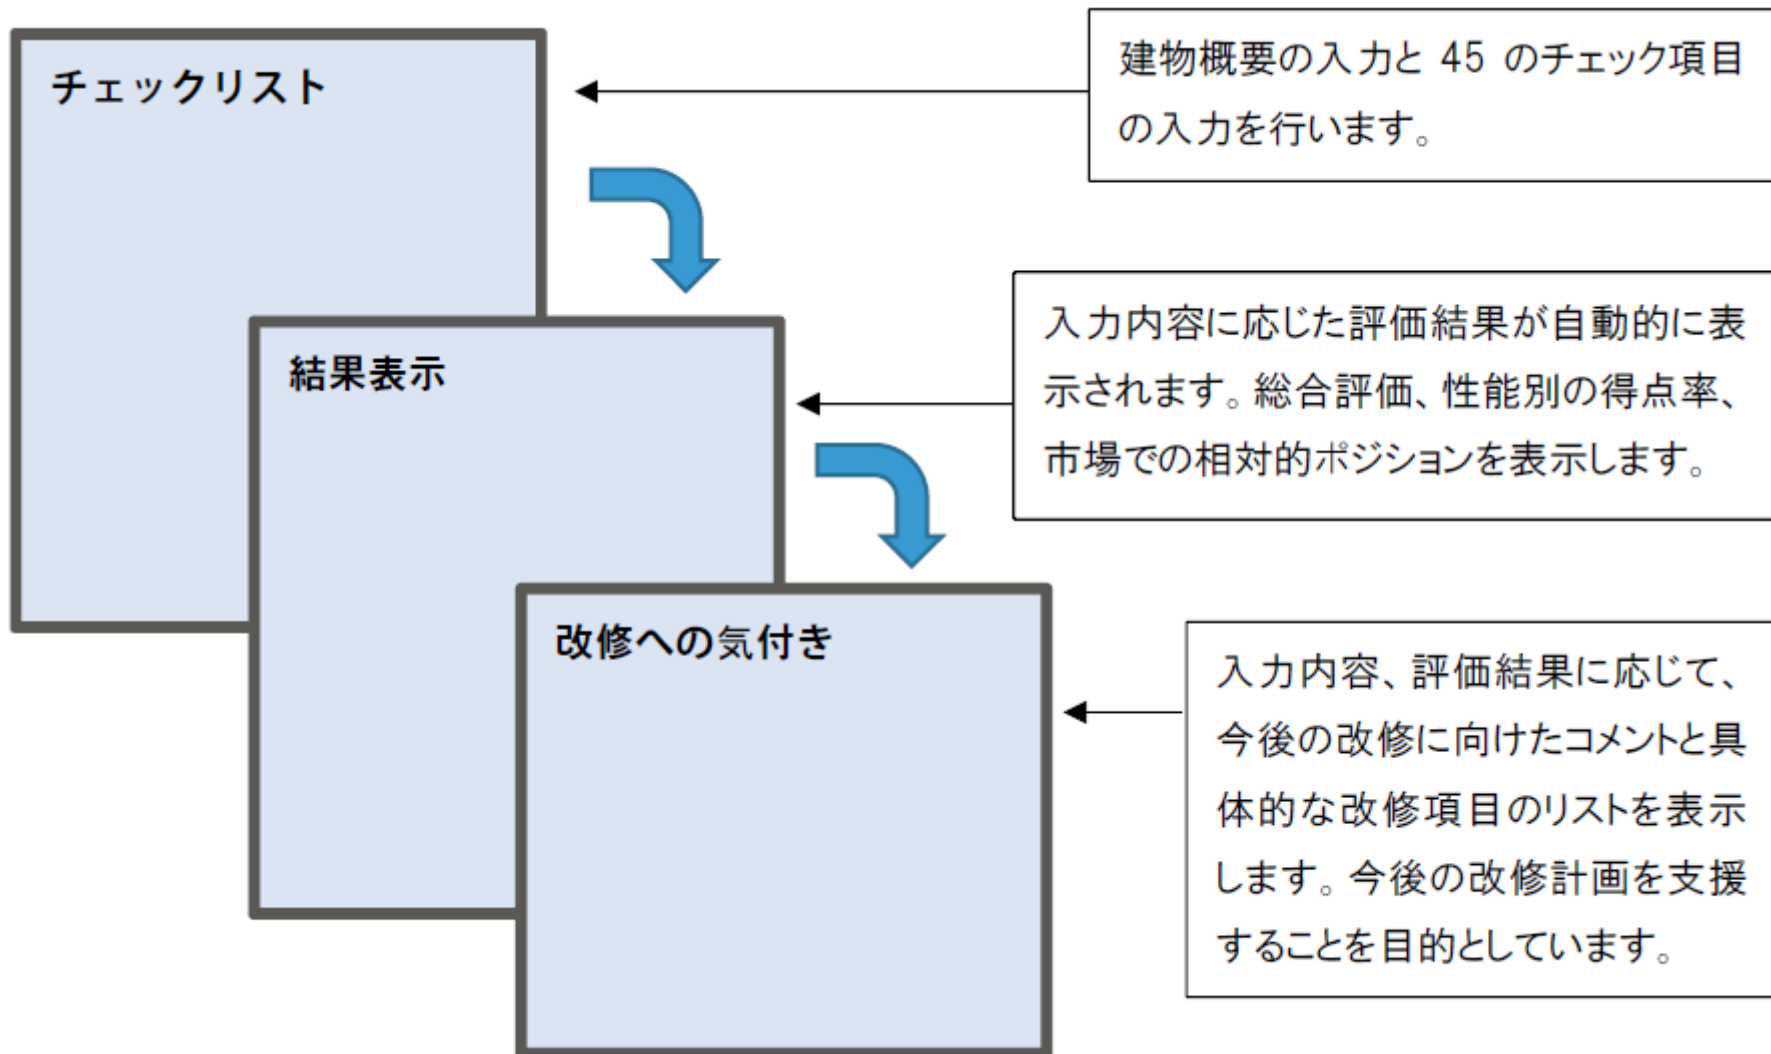 チェックリスト
建物概要の入力と 45 のチェック項目
の入力を行います。
結果表示
入力内容に応じた評価結果が自動的に表
示されます。総合評価、性能別の得点率、
市場での相対的ポジションを表示します。
改修への気付き
入力内容、評価結果に応じて、
今後の改修に向けたコメントと具
体的な改修項目のリストを表示
します。今後の改修計画を支援
することを目的としています。